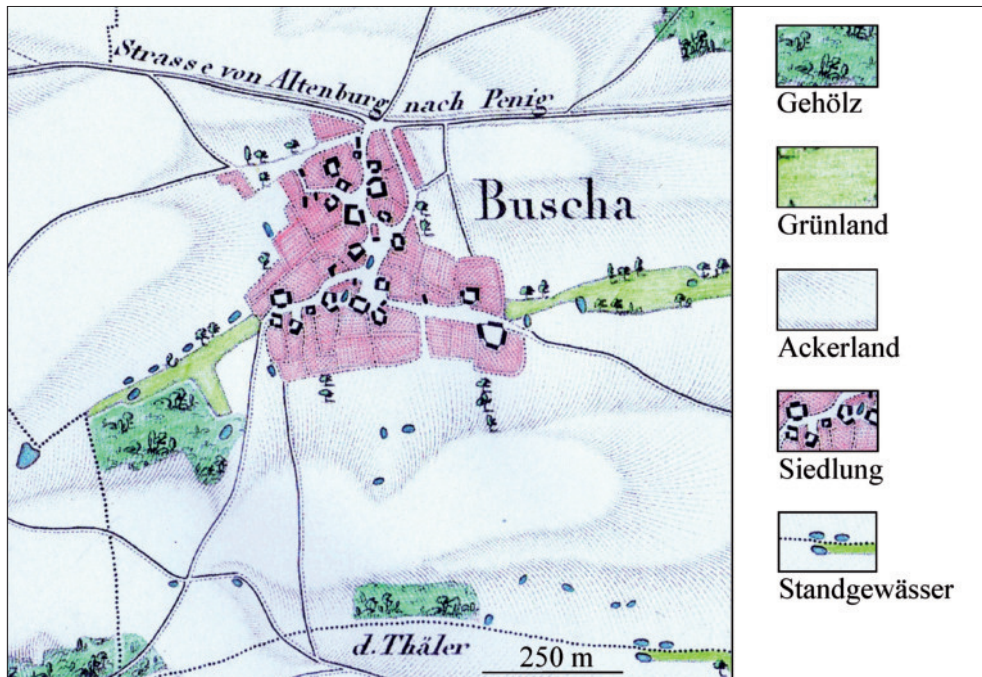 Strasse von Altenburg nach Penig
Buscha
d. Thäler
250 m
Gehölz
Grünland
Ackerland
Siedlung
Standgewässer